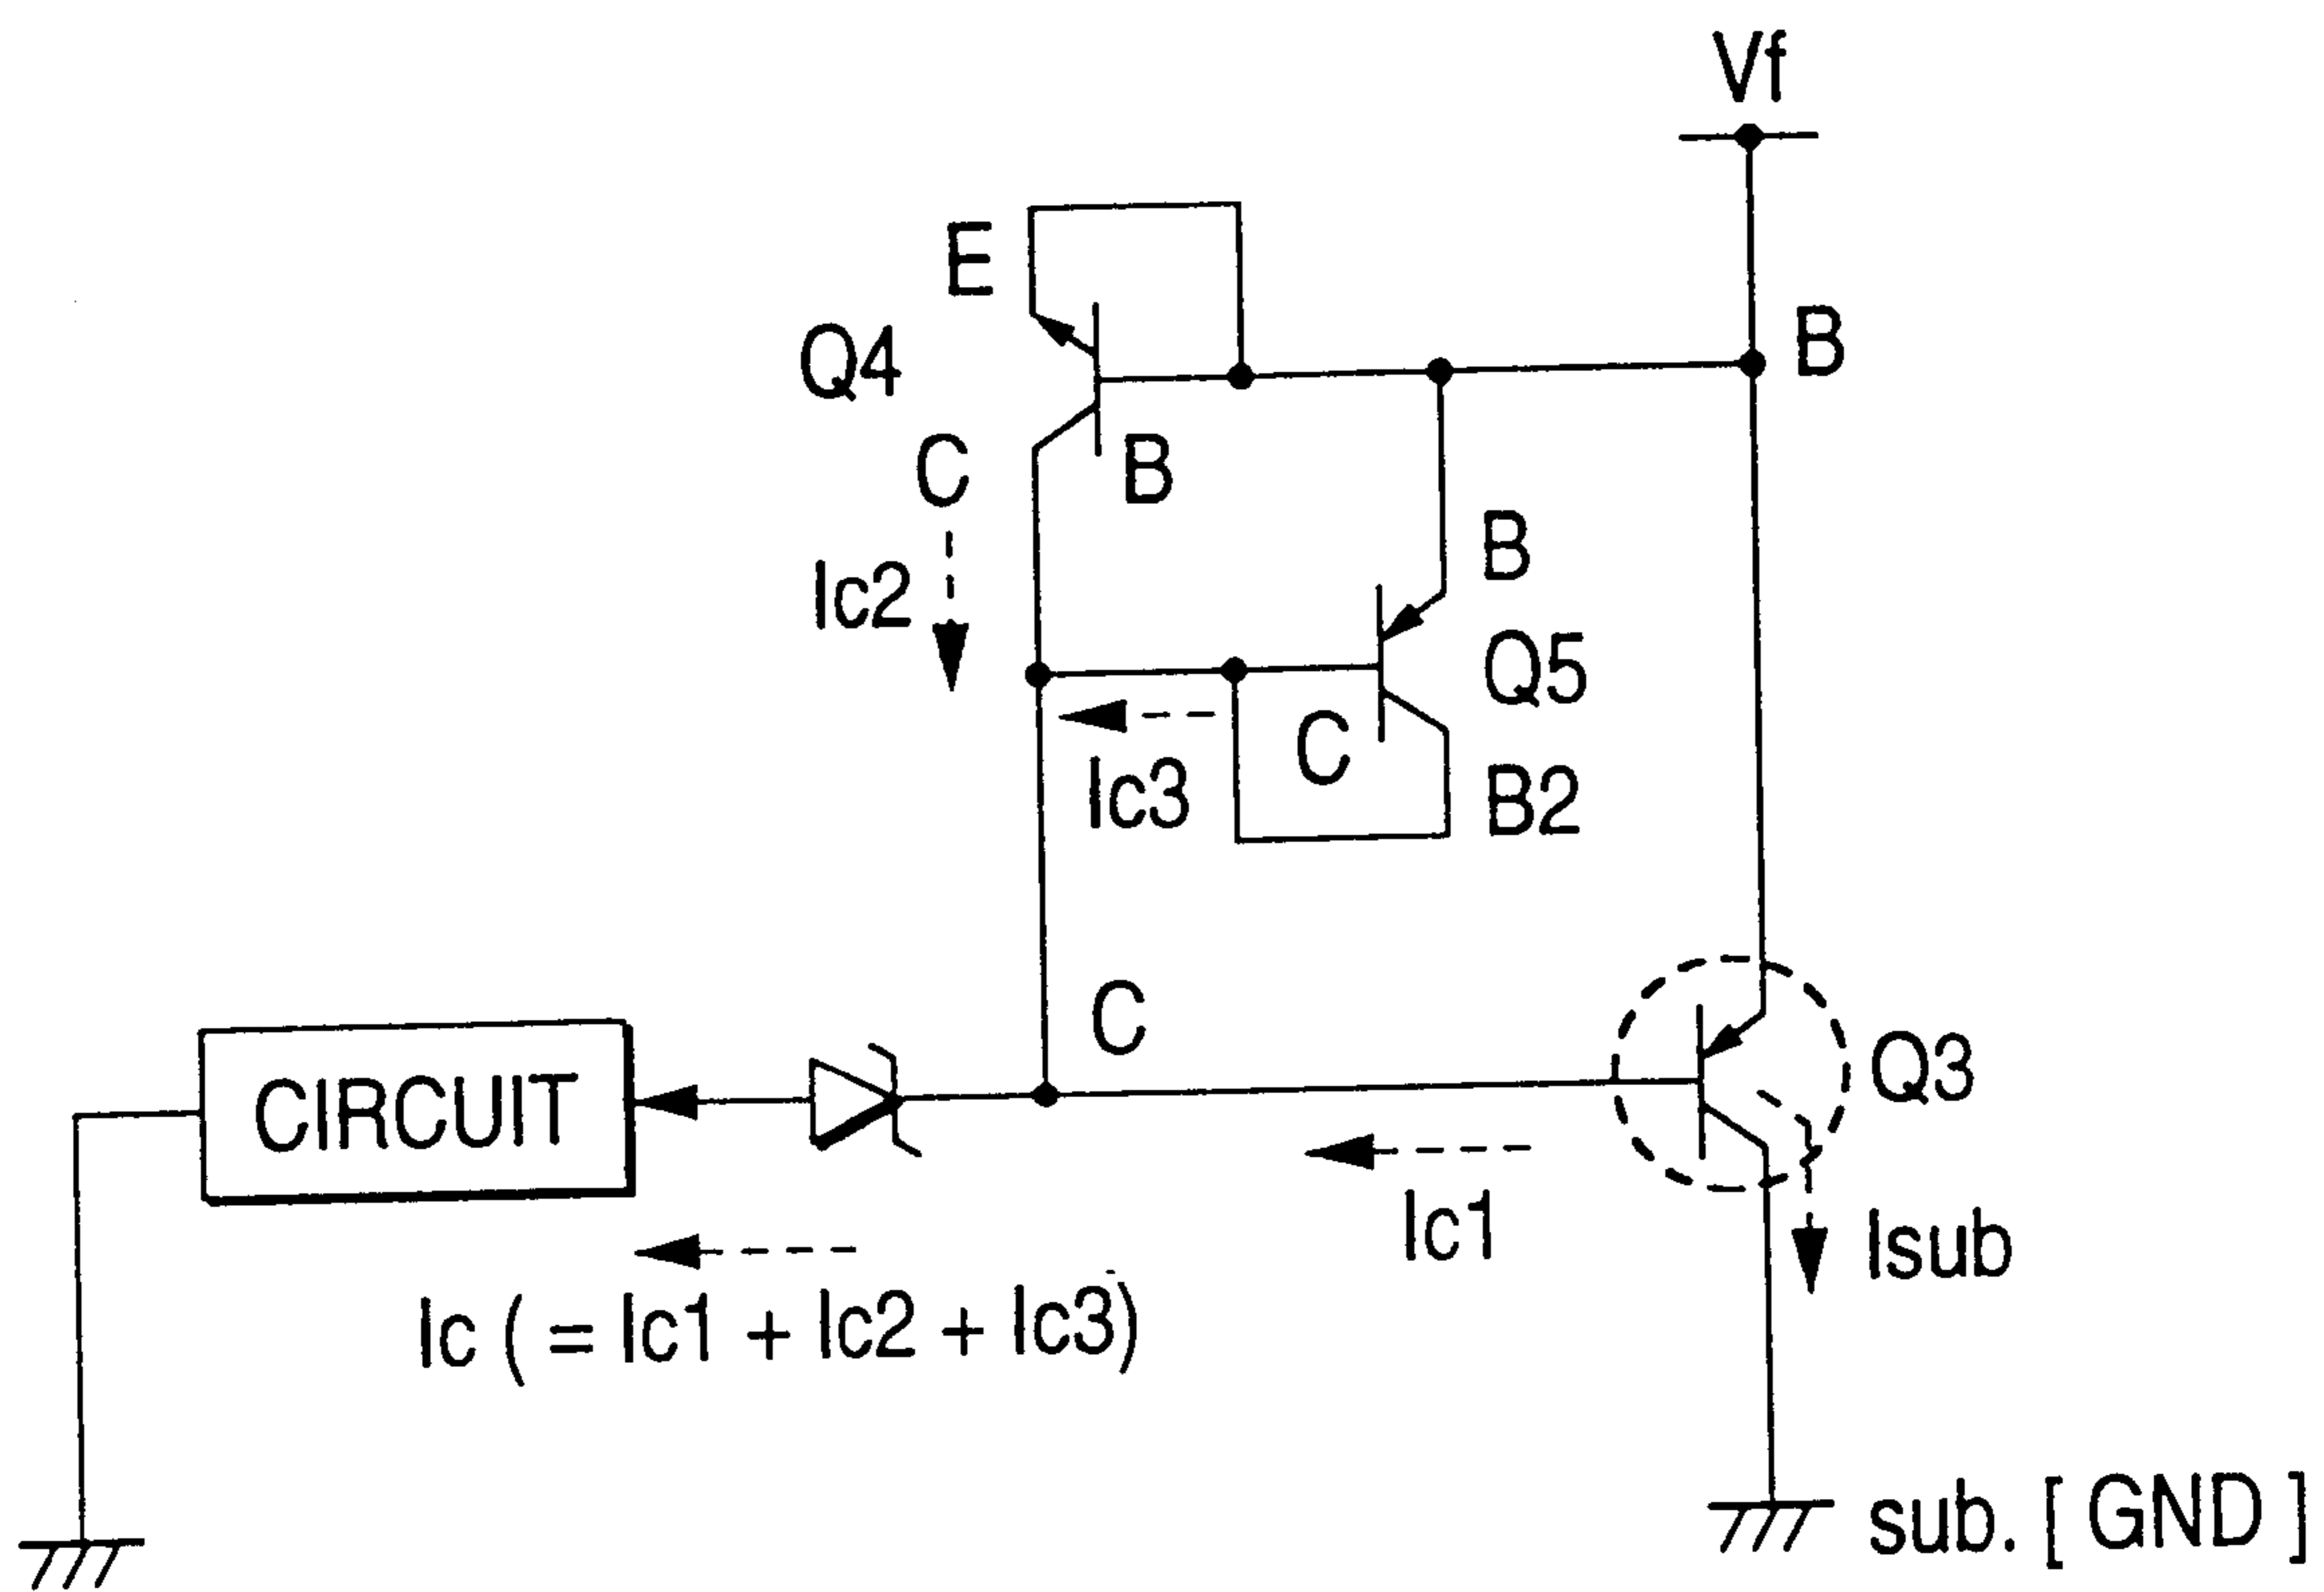 Vf
E
Q4
B
C
B
Ic2
B
Q5
C
Ic3
B2
C
CIRCUIT
Q3
Ic1
Isub
Ic ( = Ic1 + Ic2 + Ic3 )
sub. [ GND ]